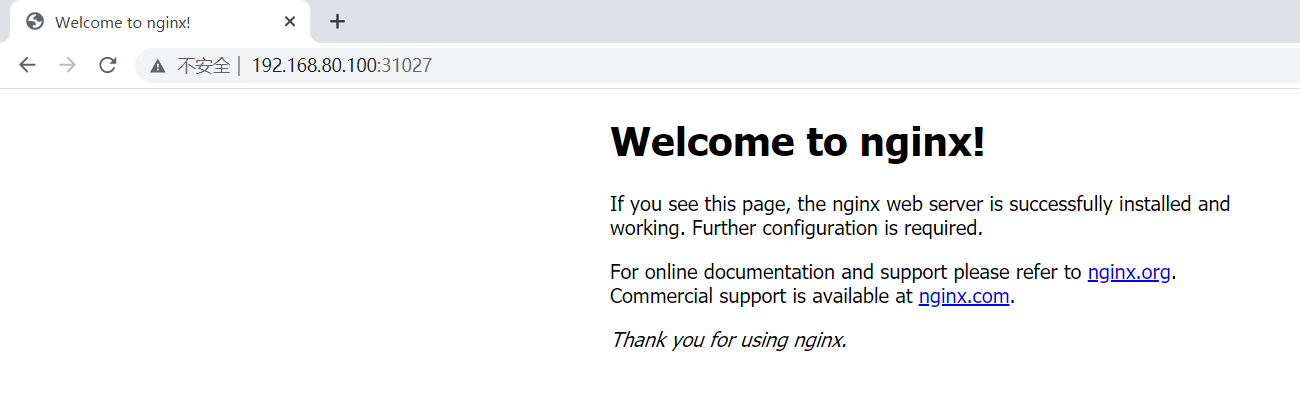 Welcome to nginx!
不安全 | 192.168.80.100:31027
Welcome to nginx!
If you see this page, the nginx web server is successfully installed and
working. Further configuration is required.
For online documentation and support please refer to nginx.org.
Commercial support is available at nginx.com.
Thank you for using nginx.